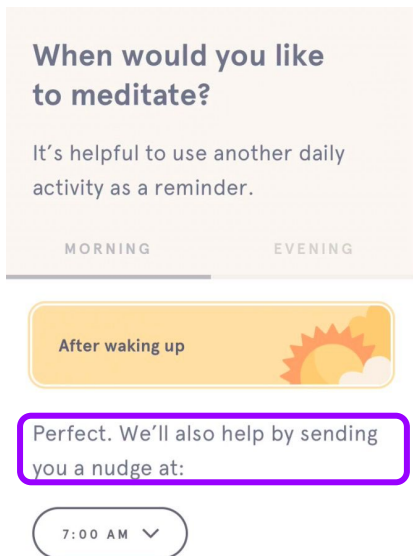 When would you like
to meditate?
It’s helpful to use another daily
activity as a reminder.
MORNING EVENING
After waking up
Perfect. We’ll also help by sending
you a nudge at:
7:00 AM